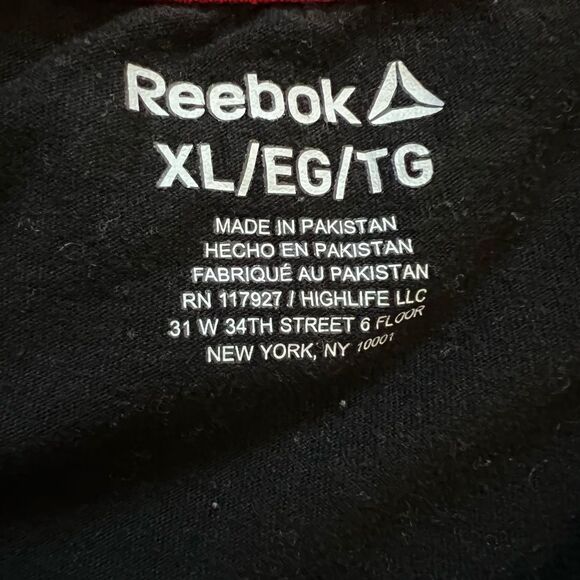 Reebok
XL/EG/TG
MADE IN PAKISTAN
HECHO EN PAKISTAN
FABRIQUÉ AU PAKISTAN
RN 117927 / HIGHLIFE LLC
31 W 34TH STREET 6 FLOOR
NEW YORK, NY 10001